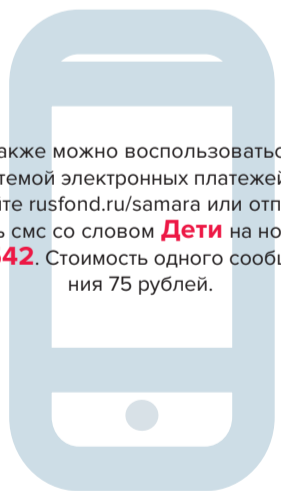 акже можно воспользоватьс
темой электронных платежей
те rusfond.ru/samara или отп
ь смс со словом Дети на но
42. Стоимость одного сообщ
ния 75 рублей.